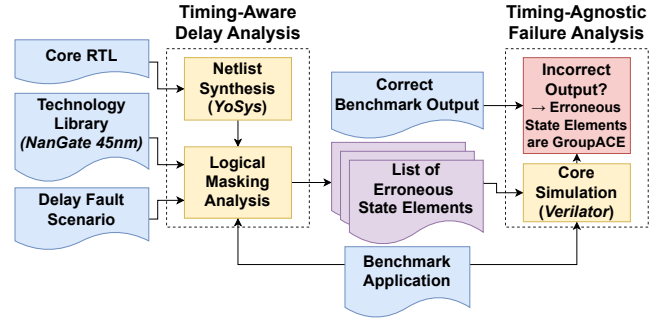 Timing-Aware
Delay Analysis
Timing-Agnostic
Failure Analysis
Core RTL
Technology
Library
(NanGate 45nm)
Delay Fault
Scenario
Netlist
Synthesis
(YoSys)
Logical
Masking
Analysis
Correct
Benchmark Output
List of
Erroneous
State Elements
Benchmark
Application
Incorrect
Output?
→ Erroneous
State Elements
are GroupACE
Core
Simulation
(Verilator)